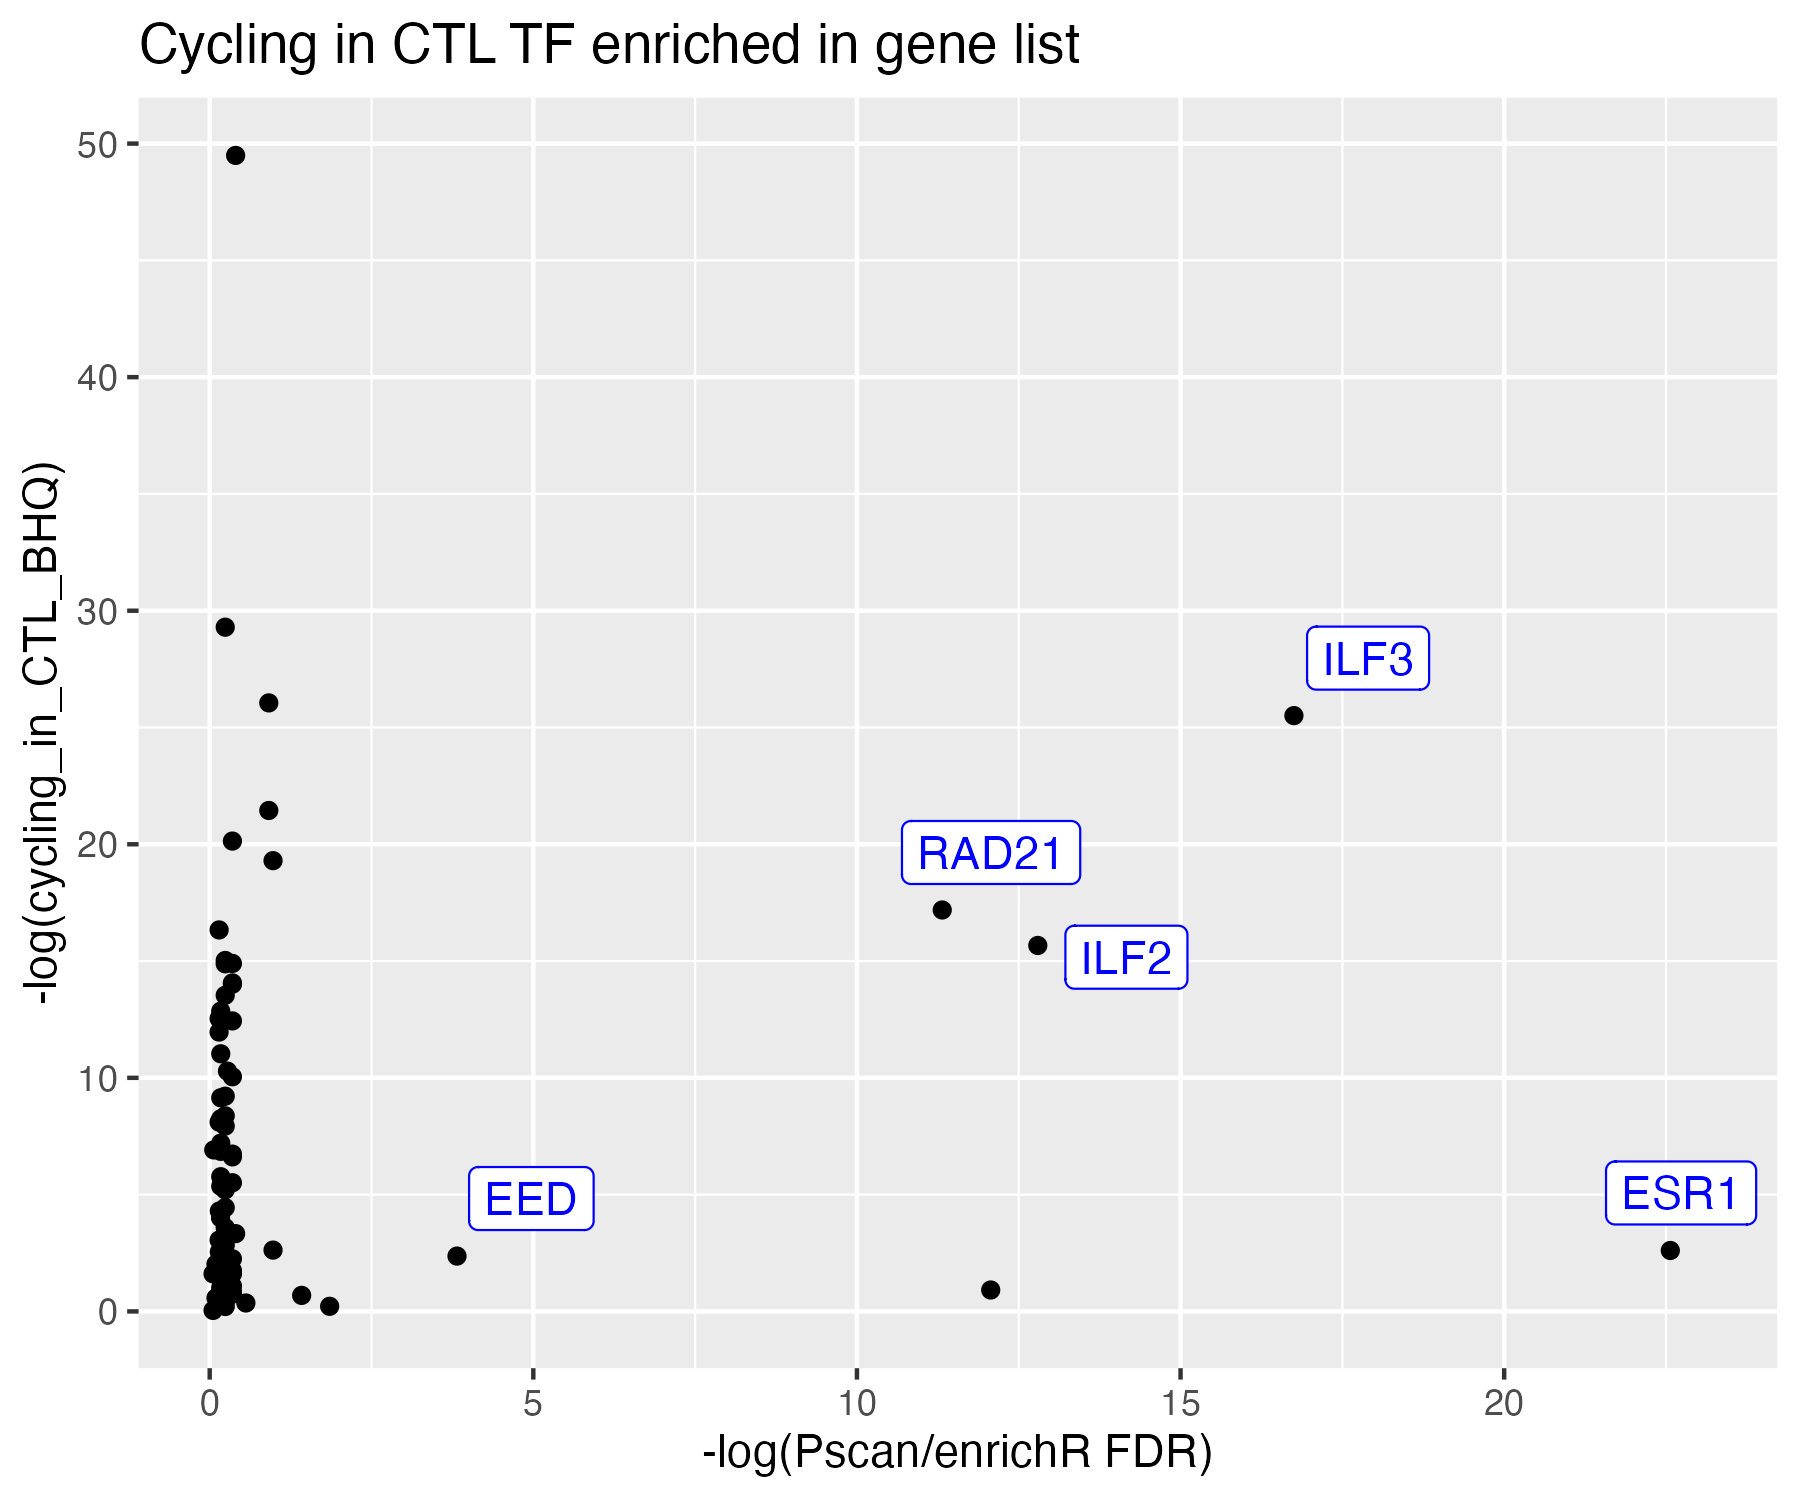 Cycling in CTL TF enriched in gene list
-log(cycling_in_CTL_BHQ)
50
40
30
20
10
0
ILF3
RAD21
ILF2
EED
ESR1
0 5 10 15 20
-log(Pscan/enrichR FDR)